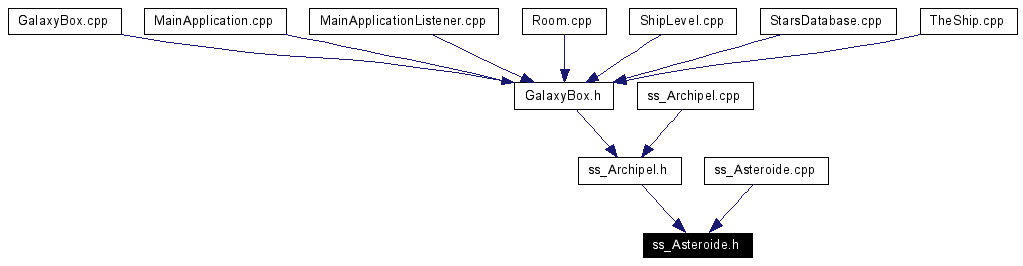 GalaxyBox.cpp
MainApplication.cpp
MainApplicationListener.cpp
Room.cpp
ShipLevel.cpp
StarsDatabase.cpp
TheShip.cpp
GalaxyBox.h
ss_Archipel.cpp
ss_Archipel.h
ss_Asteroide.cpp
ss_Asteroide.h